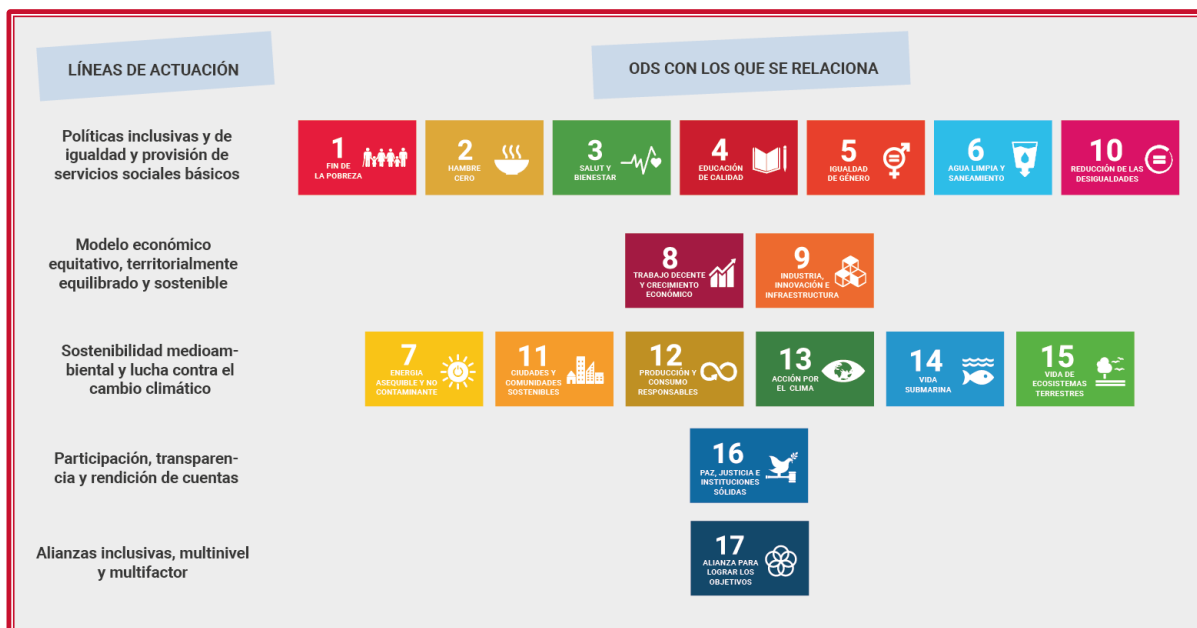 LÍNEAS DE ACTUACIÓN
ODS CON LOS QUE SE RELACIONA
Políticas inclusivas y de
igualdad y provisión de
servicios sociales básicos
1
FIN DE
LA POBREZA
2
HAMBRE
CERO
3
SALUT Y
BIENESTAR
4
EDUCACIÓN
DE CALIDAD
5
IGUALDAD
DE GÉNERO
6
AGUA LIMPIA Y
SANEAMIENTO
10
REDUCCIÓN DE LAS
DESIGUALDADES
Modelo económico
equitativo, territorialmente
equilibrado y sostenible
8
TRABAJO DECENTE
Y CRECIMIENTO
ECONÓMICO
9
INDUSTRIA,
INNOVACIÓN E
INFRAESTRUCTURA
Sostenibilidad medioam-
biental y lucha contra el
cambio climático
7
ENERGIA
ASEQUIBLE Y NO
CONTAMINANTE
11
CIUDADES Y
COMUNIDADES
SOSTENIBLES
12
PRODUCCIÓN Y
CONSUMO
RESPONSABLES
13
ACCIÓN POR
EL CLIMA
14
VIDA
SUBMARINA
15
VIDA DE
ECOSISTEMAS
TERRESTRES
Participación, transparen-
cia y rendición de cuentas
16
PAZ, JUSTICIA E
INSTITUCIONES
SÓLIDAS
Alianzas inclusivas, multinivel
y multifactor
17
ALIANZA PARA
LOGRAR LOS
OBJETIVOS